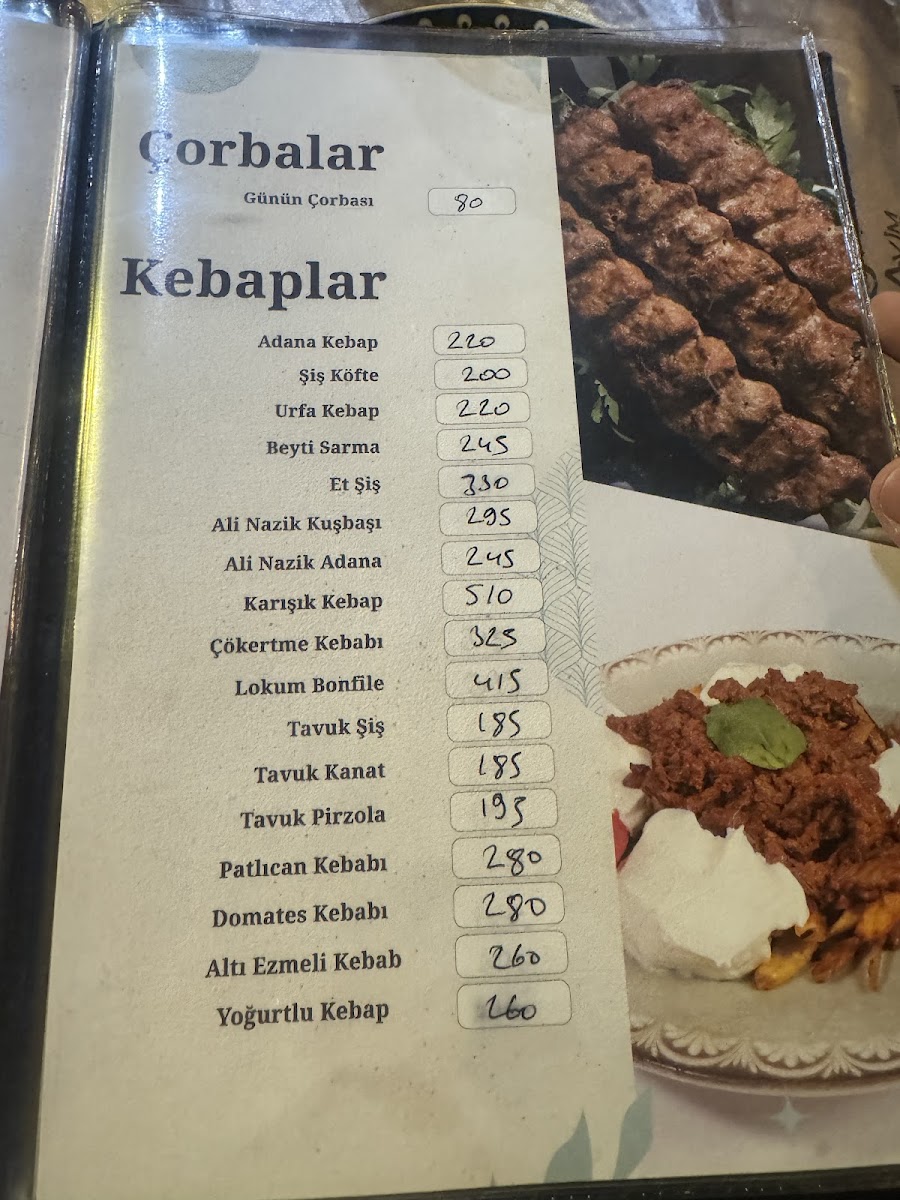 Çorbalar
Günün Çorbası 80
Kebaplar
Adana Kebap 220
Şiş Köfte 200
Urfa Kebap 220
Beyti Sarma 245
Et Şiş 330
Ali Nazik Kuşbaşı 295
Ali Nazik Adana 245
Karışık Kebap 510
Çökertme Kebabı 325
Lokum Bonfile 415
Tavuk Şiş 185
Tavuk Kanat 185
Tavuk Pirzola 195
Patlıcan Kebabı 280
Domates Kebabı 280
Altı Ezmeli Kebab 260
Yoğurtlu Kebap 260